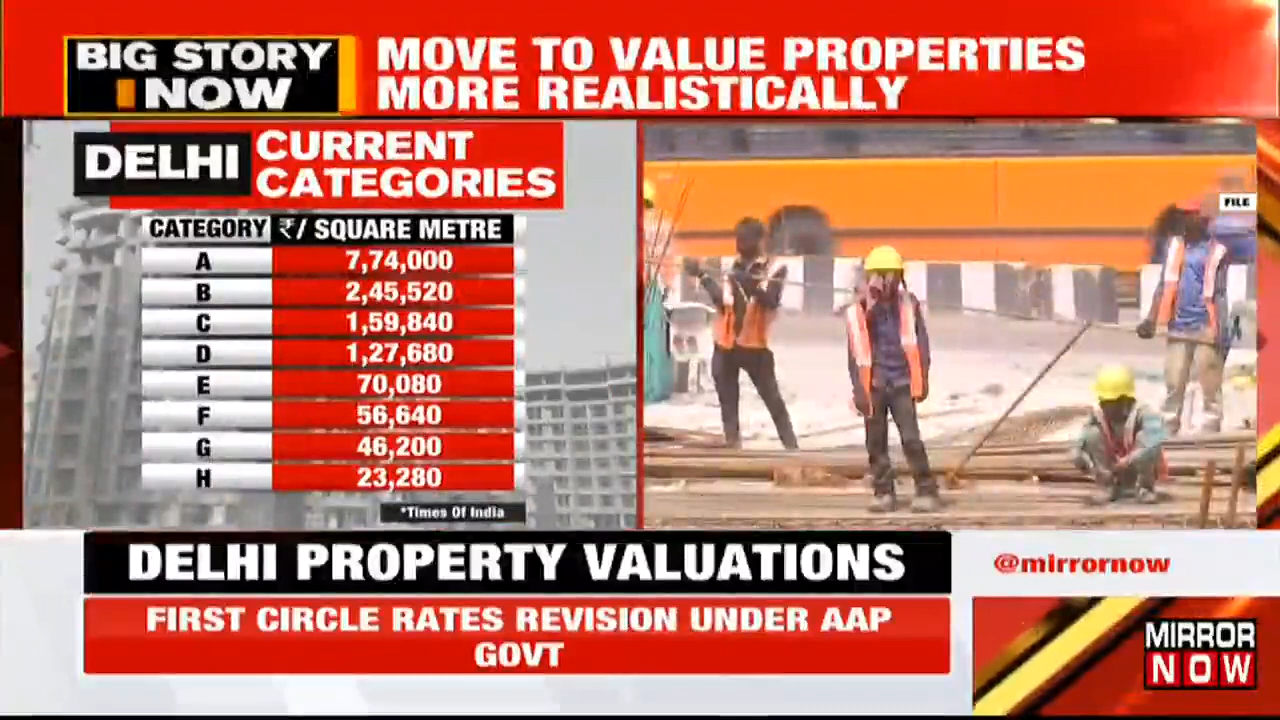 BIG STORY
NOW
MOVE TO VALUE PROPERTIES
MORE REALISTICALLY
DELHI
CURRENT
CATEGORIES
CATEGORY ₹/ SQUARE METRE
A 7,74,000
B 2,45,520
C 1,59,840
D 1,27,680
E 70,080
F 56,640
G 46,200
H 23,280
*Times Of India
FILE
DELHI PROPERTY VALUATIONS
FIRST CIRCLE RATES REVISION UNDER AAP
GOVT
@mirrornow
MIRROR
NOW